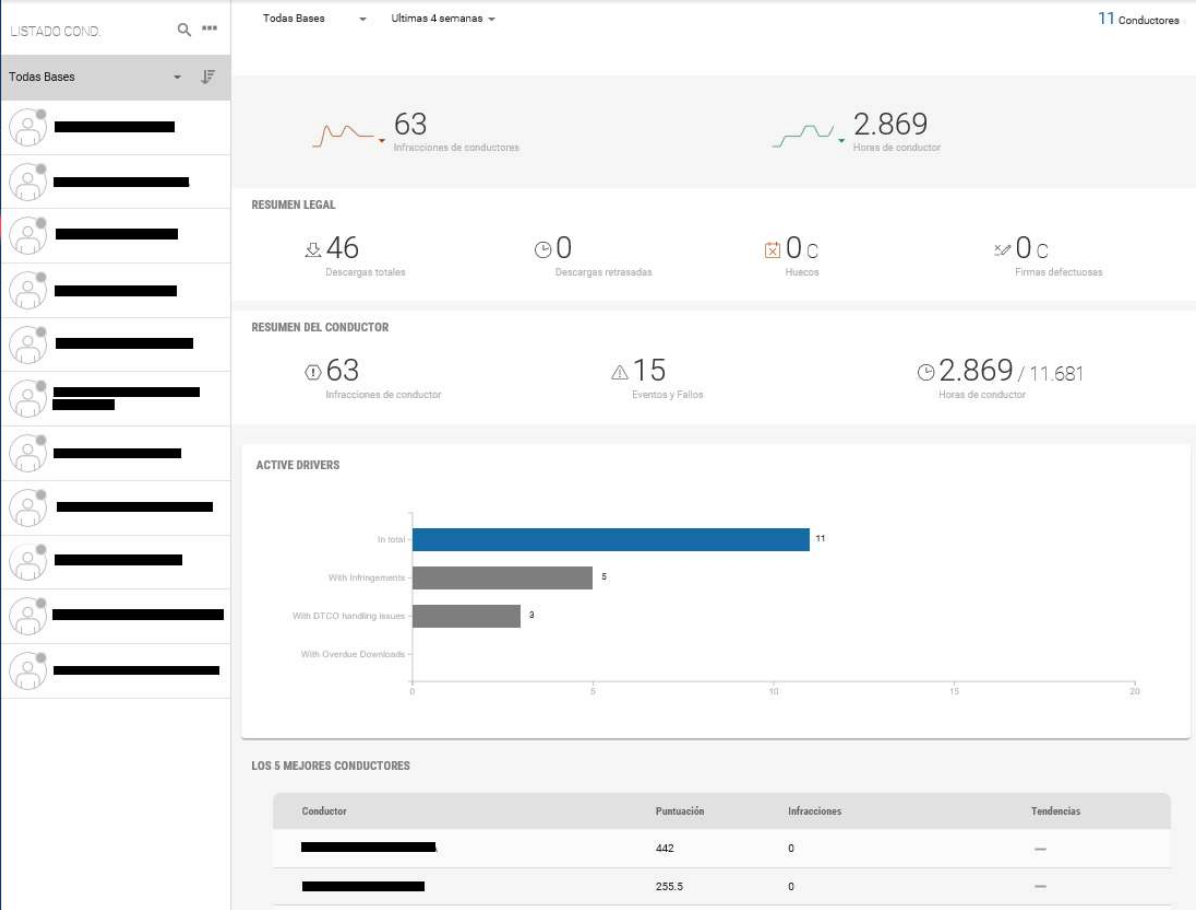 LISTADO COND.
Todas Bases
Todas Bases
Ultimas 4 semanas
11 Conductores
63
Infracciones de conductores
2.869
Horas de conductor
RESUMEN LEGAL
46
Descargas totales
0
Descargas retrasadas
0 C
Huecos
0 C
Firmas defectuosas
RESUMEN DEL CONDUCTOR
63
Infracciones de conductor
15
Eventos y Fallos
2.869 / 11.681
Horas de conductor
ACTIVE DRIVERS
In total
11
With Infringements
5
With DTCO handling issues
3
With Overdue Downloads
0 5 10 15 20
LOS 5 MEJORES CONDUCTORES
Conductor Puntuación Infracciones Tendencias
442 0 —
255.5 0 —